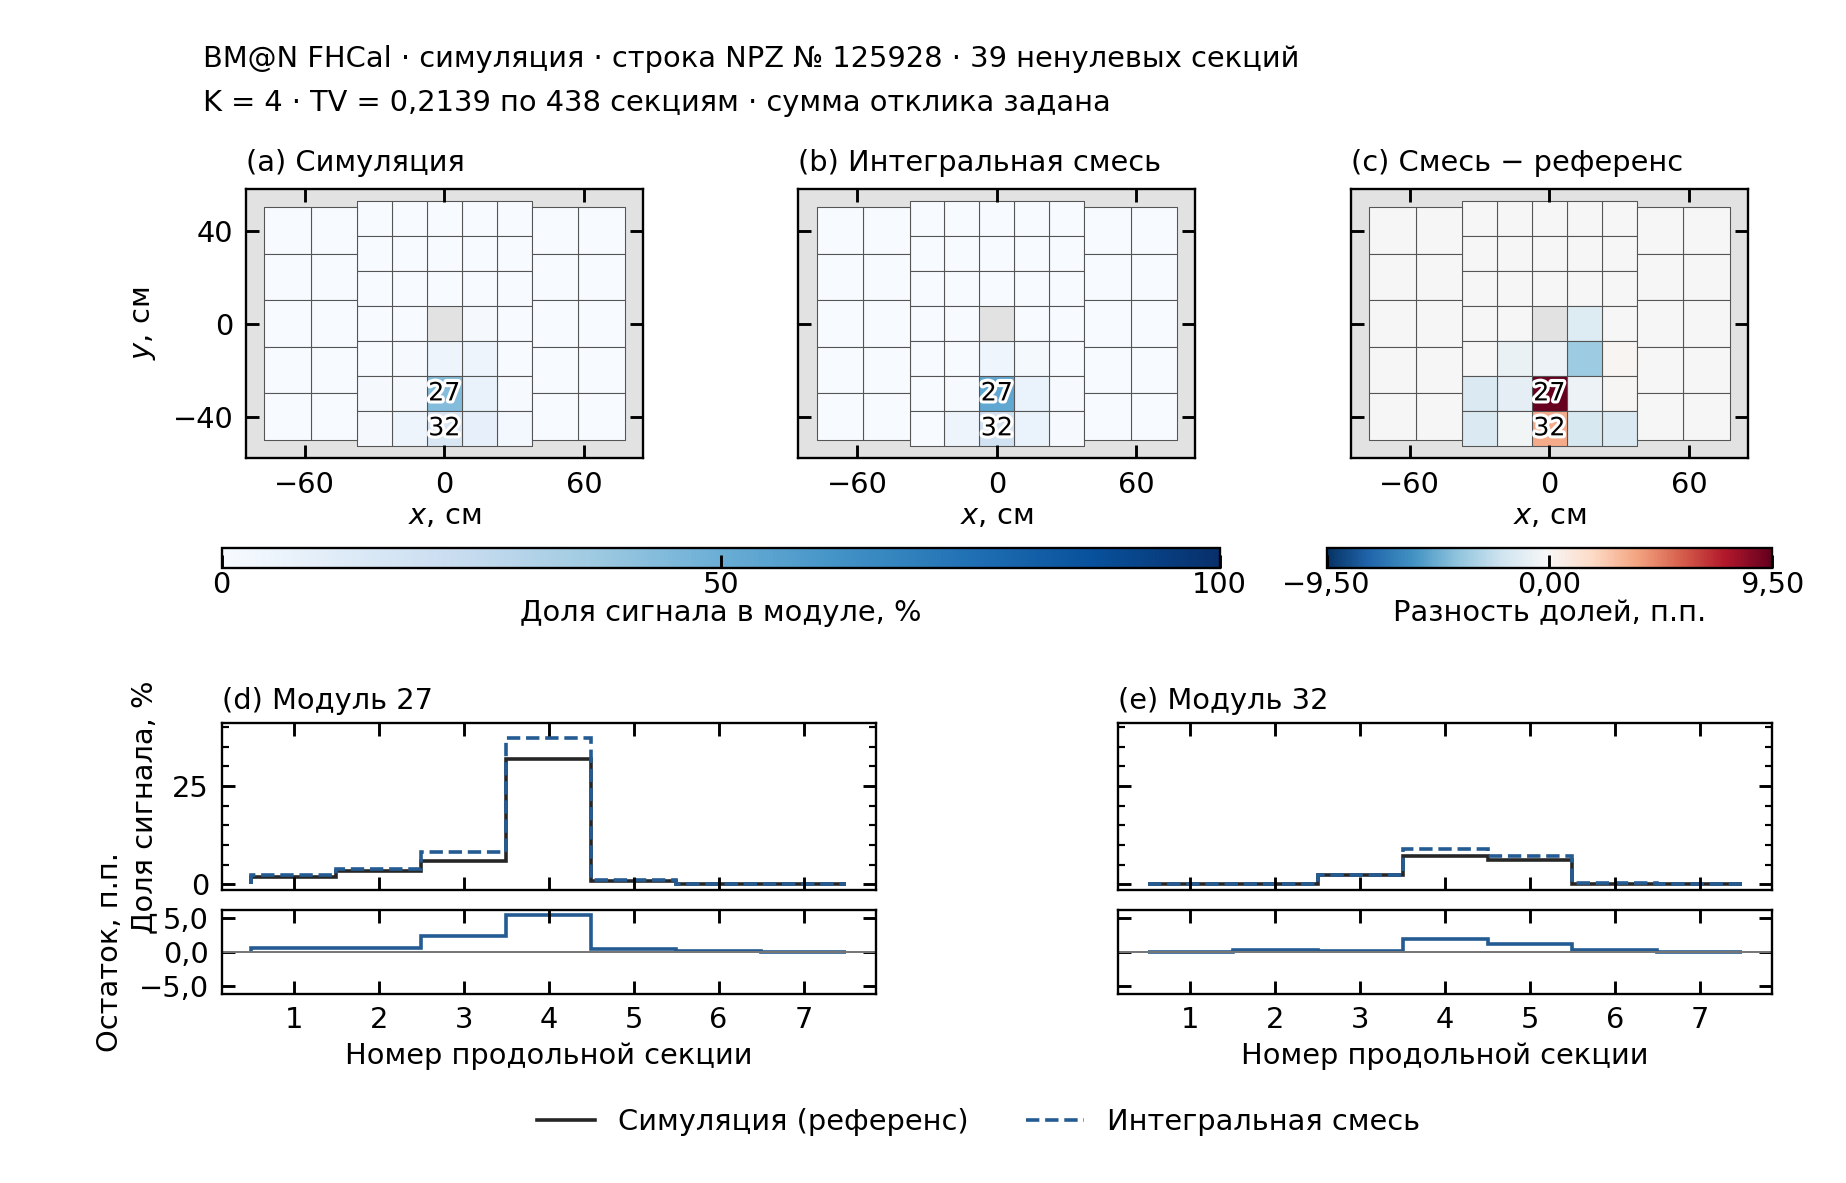 BM@N FHCal · симуляция · строка NPZ № 125928 · 39 ненулевых секций
K = 4 · TV = 0,2139 по 438 секциям · сумма отклика задана
(a) Симуляция
(b) Интегральная смесь
(c) Смесь − референс
y, см
40
0
−40
27
32
27
32
27
32
−60 0 60
−60 0 60
−60 0 60
x, см
x, см
x, см
0 50 100
−9,50 0,00 9,50
Доля сигнала в модуле, %
Разность долей, п.п.
(d) Модуль 27
(e) Модуль 32
Доля сигнала, %
25
0
Остаток, п.п.
5,0
0,0
−5,0
1 2 3 4 5 6 7
1 2 3 4 5 6 7
Номер продольной секции
Номер продольной секции
Симуляция (референс)
Интегральная смесь